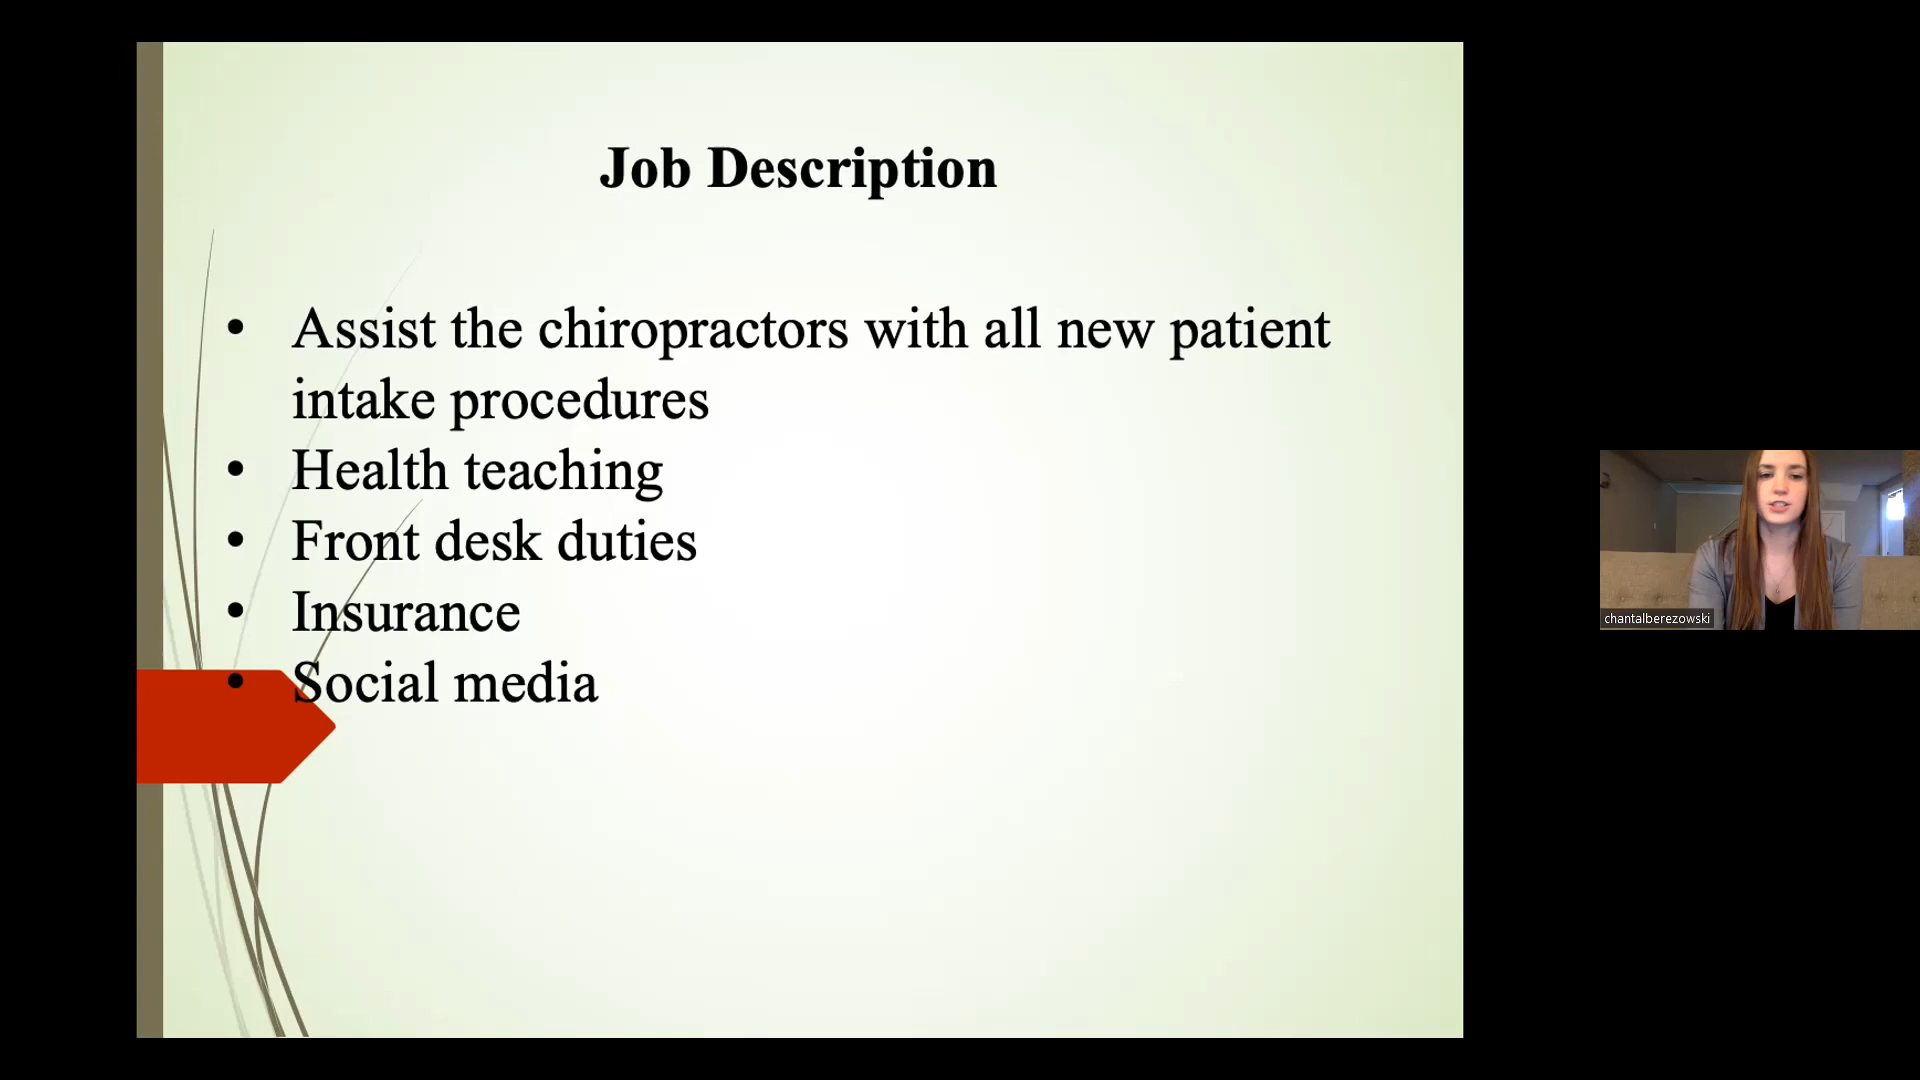 Job Description
• Assist the chiropractors with all new patient
intake procedures
• Health teaching
• Front desk duties
• Insurance
• Social media
chantalberezowski